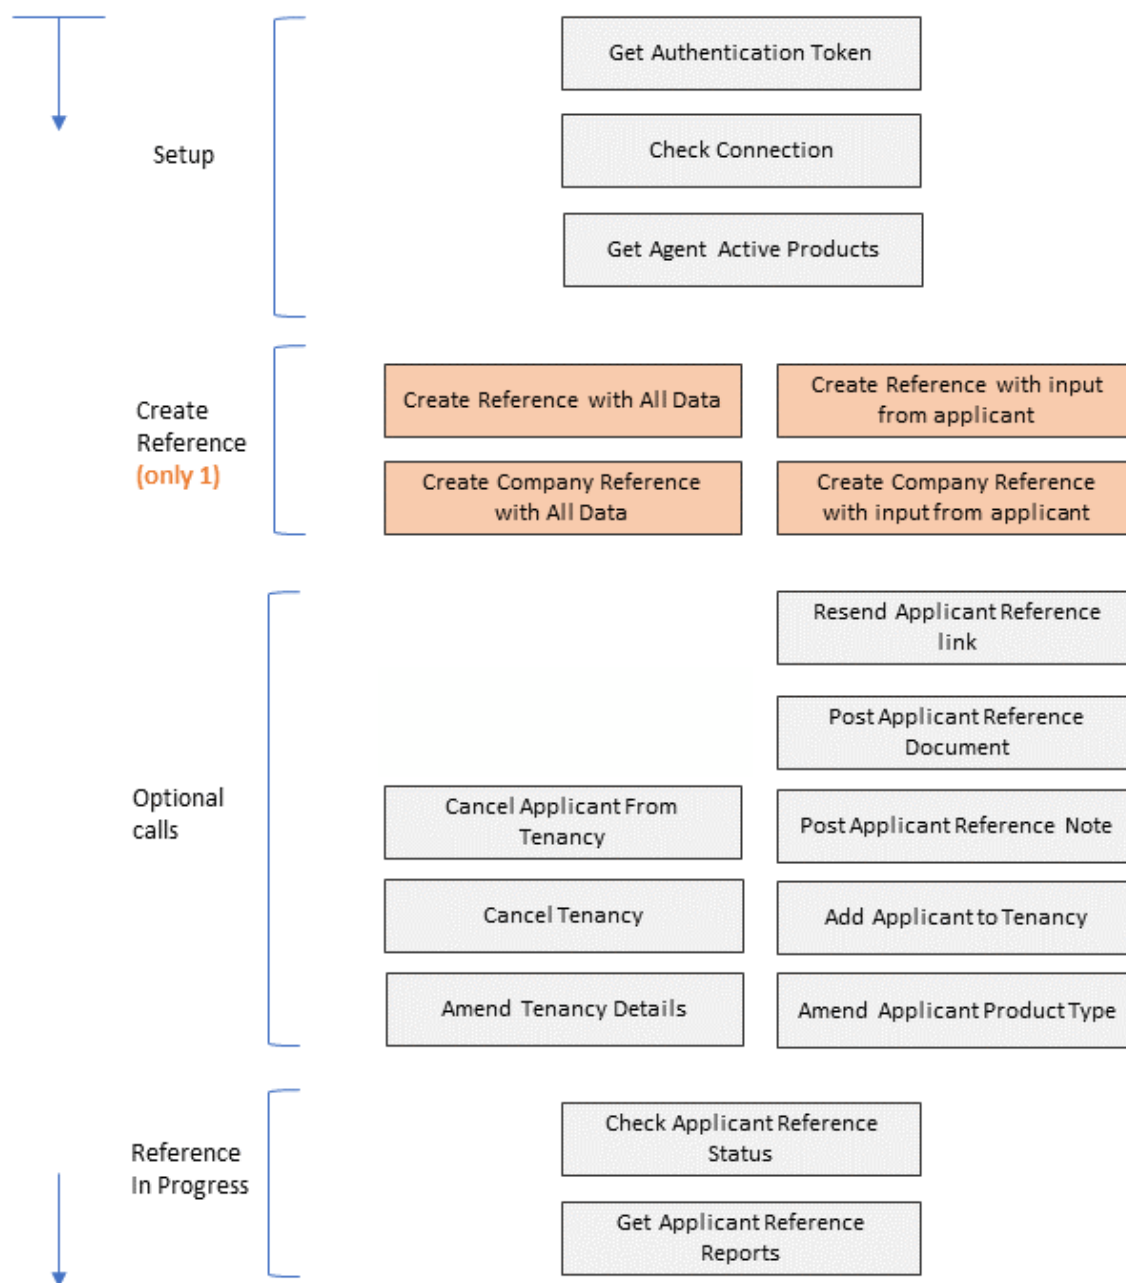 Setup
Get Authentication Token
Check Connection
Get Agent Active Products
Create
Reference
(only 1)
Create Reference with All Data
Create Reference with input
from applicant
Create Company Reference
with All Data
Create Company Reference
with input from applicant
Optional
calls
Resend Applicant Reference
link
Post Applicant Reference
Document
Cancel Applicant From
Tenancy
Post Applicant Reference Note
Cancel Tenancy
Add Applicant to Tenancy
Amend Tenancy Details
Amend Applicant Product Type
Reference
In Progress
Check Applicant Reference
Status
Get Applicant Reference
Reports